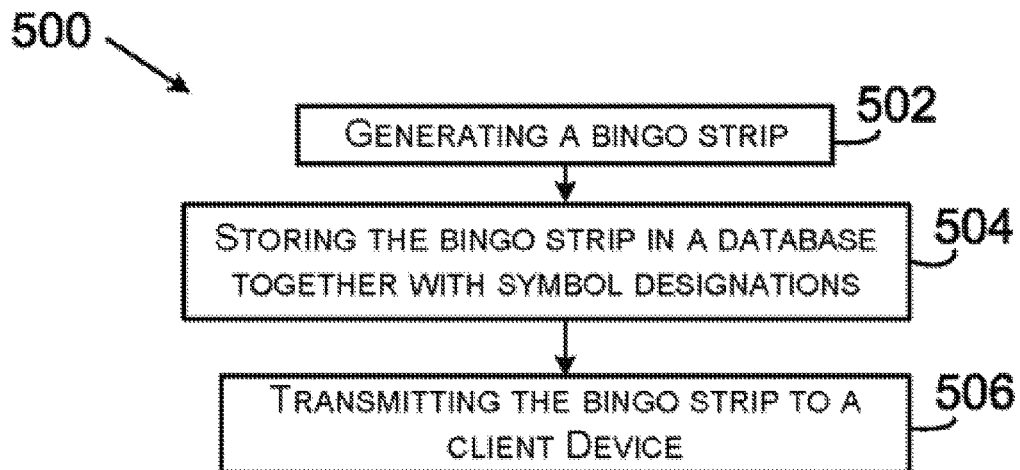 500
502
GENERATING A BINGO STRIP
504
STORING THE BINGO STRIP IN A DATABASE
TOGETHER WITH SYMBOL DESIGNATIONS
506
TRANSMITTING THE BINGO STRIP TO A
CLIENT DEVICE